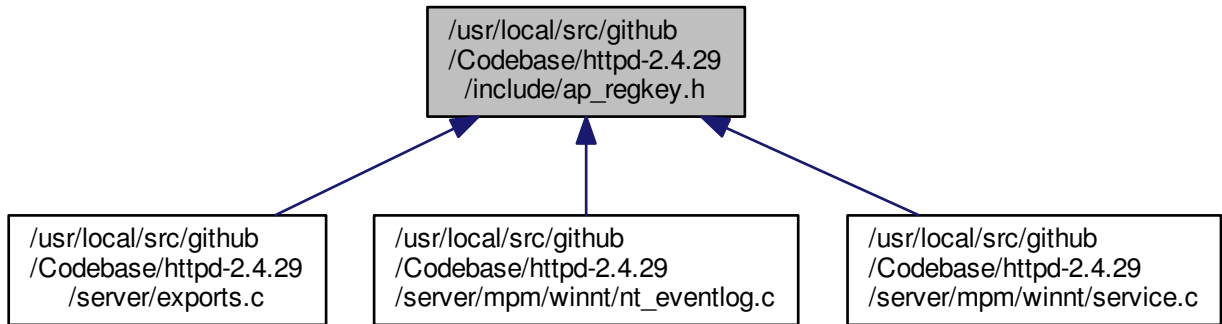 /usr/local/src/github
/Codebase/httpd-2.4.29
/include/ap_regkey.h
/usr/local/src/github
/Codebase/httpd-2.4.29
/server/exports.c
/usr/local/src/github
/Codebase/httpd-2.4.29
/server/mpm/winnt/nt_eventlog.c
/usr/local/src/github
/Codebase/httpd-2.4.29
/server/mpm/winnt/service.c